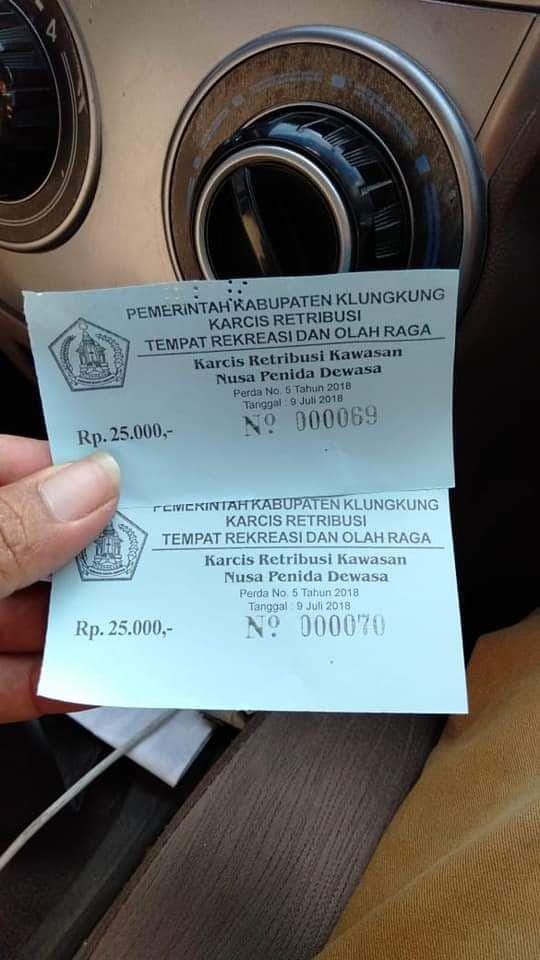 4
PEMERINTAH KABUPATEN KLUNGKUNG
KARCIS RETRIBUSI
TEMPAT REKREASI DAN OLAH RAGA
Karcis Retribusi Kawasan
Nusa Penida Dewasa
Perda No. 5 Tahun 2018
Tanggal : 9 Juli 2018
Rp. 25.000,-
Nº 000069
PEMERINTAH KABUPATEN KLUNGKUNG
KARCIS RETRIBUSI
TEMPAT REKREASI DAN OLAH RAGA
Karcis Retribusi Kawasan
Nusa Penida Dewasa
Perda No. 5 Tahun 2018
Tanggal : 9 Juli 2018
Rp. 25.000,-
Nº 000070